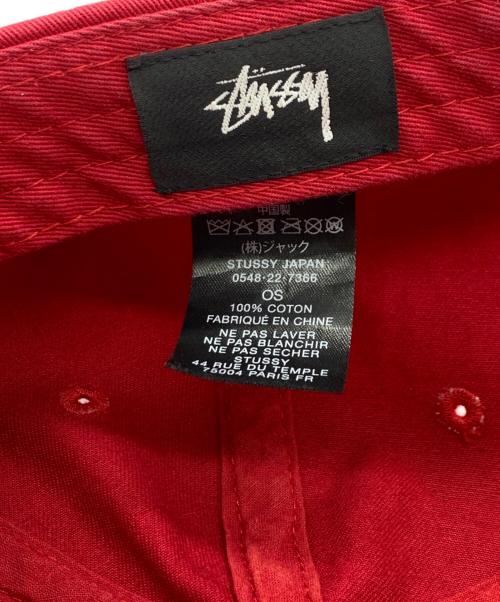 STÜSSY
中国製
(株)ジャック
STUSSY JAPAN
0548-22-7366
OS
100% COTON
FABRIQUÉ EN CHINE
NE PAS LAVER
NE PAS BLANCHIR
NE PAS SECHER
STUSSY
44 RUE DU TEMPLE
75004 PARIS FR